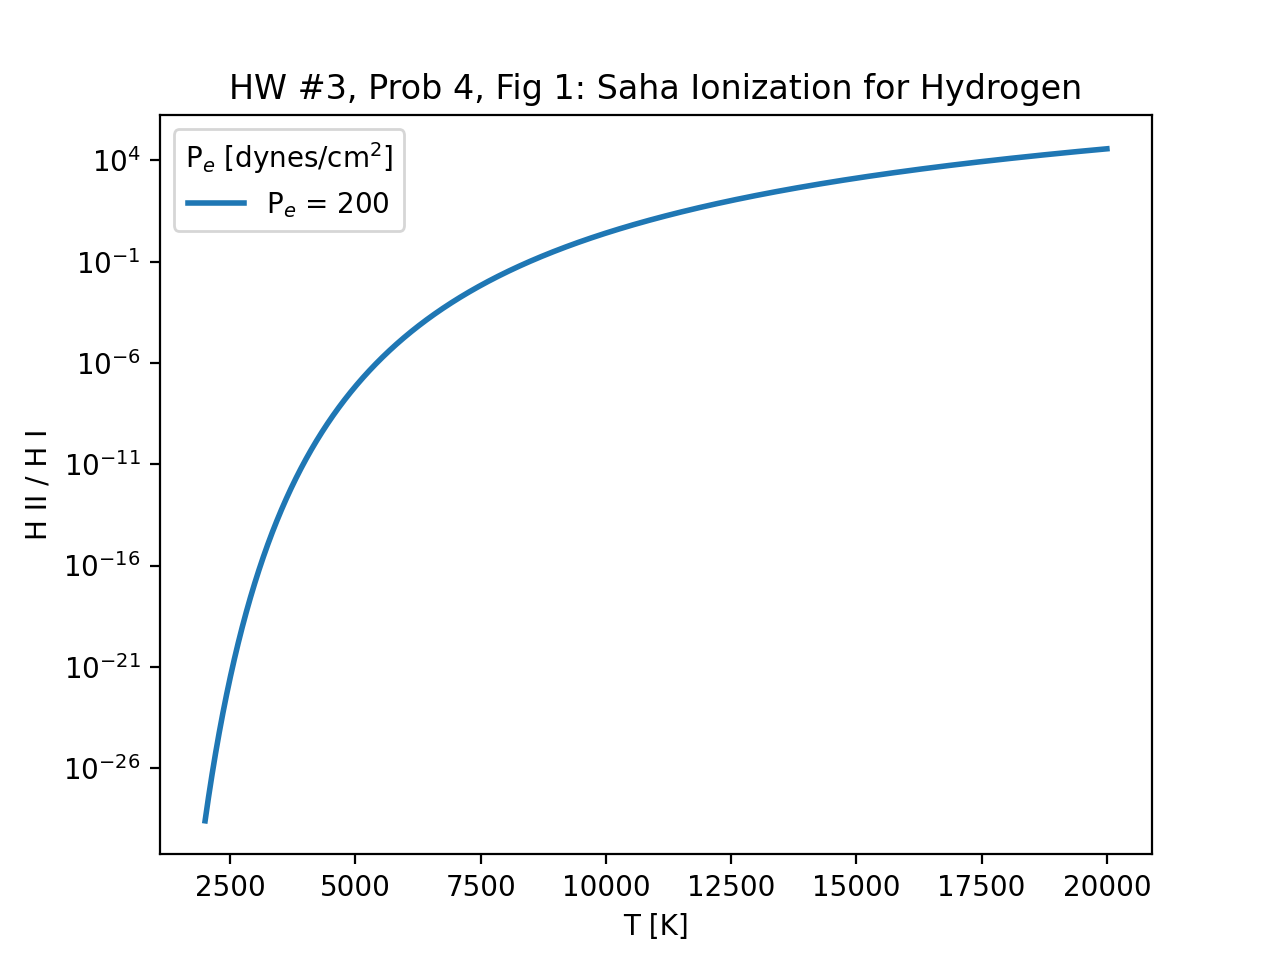 HW #3, Prob 4, Fig 1: Saha Ionization for Hydrogen
Pₑ [dynes/cm²]
Pₑ = 200
H II / H I
10⁴
10⁻¹
10⁻⁶
10⁻¹¹
10⁻¹⁶
10⁻²¹
10⁻²⁶
2500 5000 7500 10000 12500 15000 17500 20000
T [K]